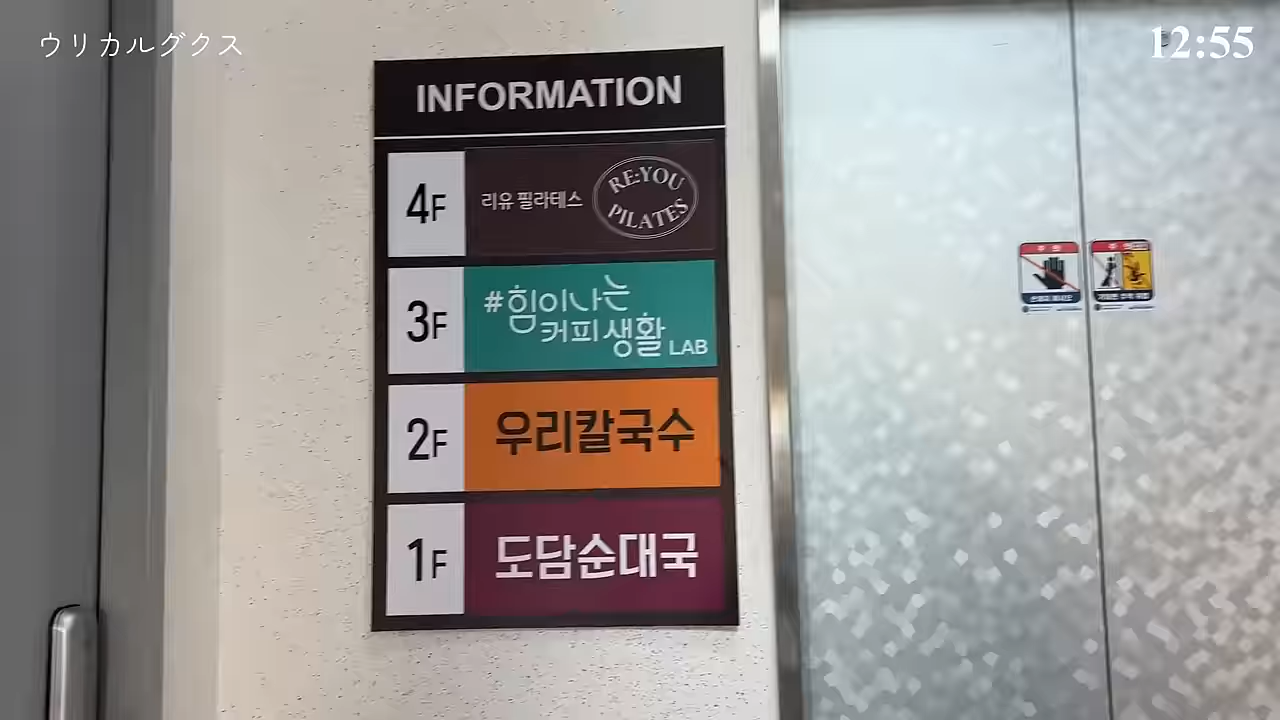 ウリカルグクス
12:55
INFORMATION
4F
리유 필라테스
RE:YOU
PILATES
3F
#힘이나는
커피생활 LAB
2F
우리칼국수
1F
도담순대국